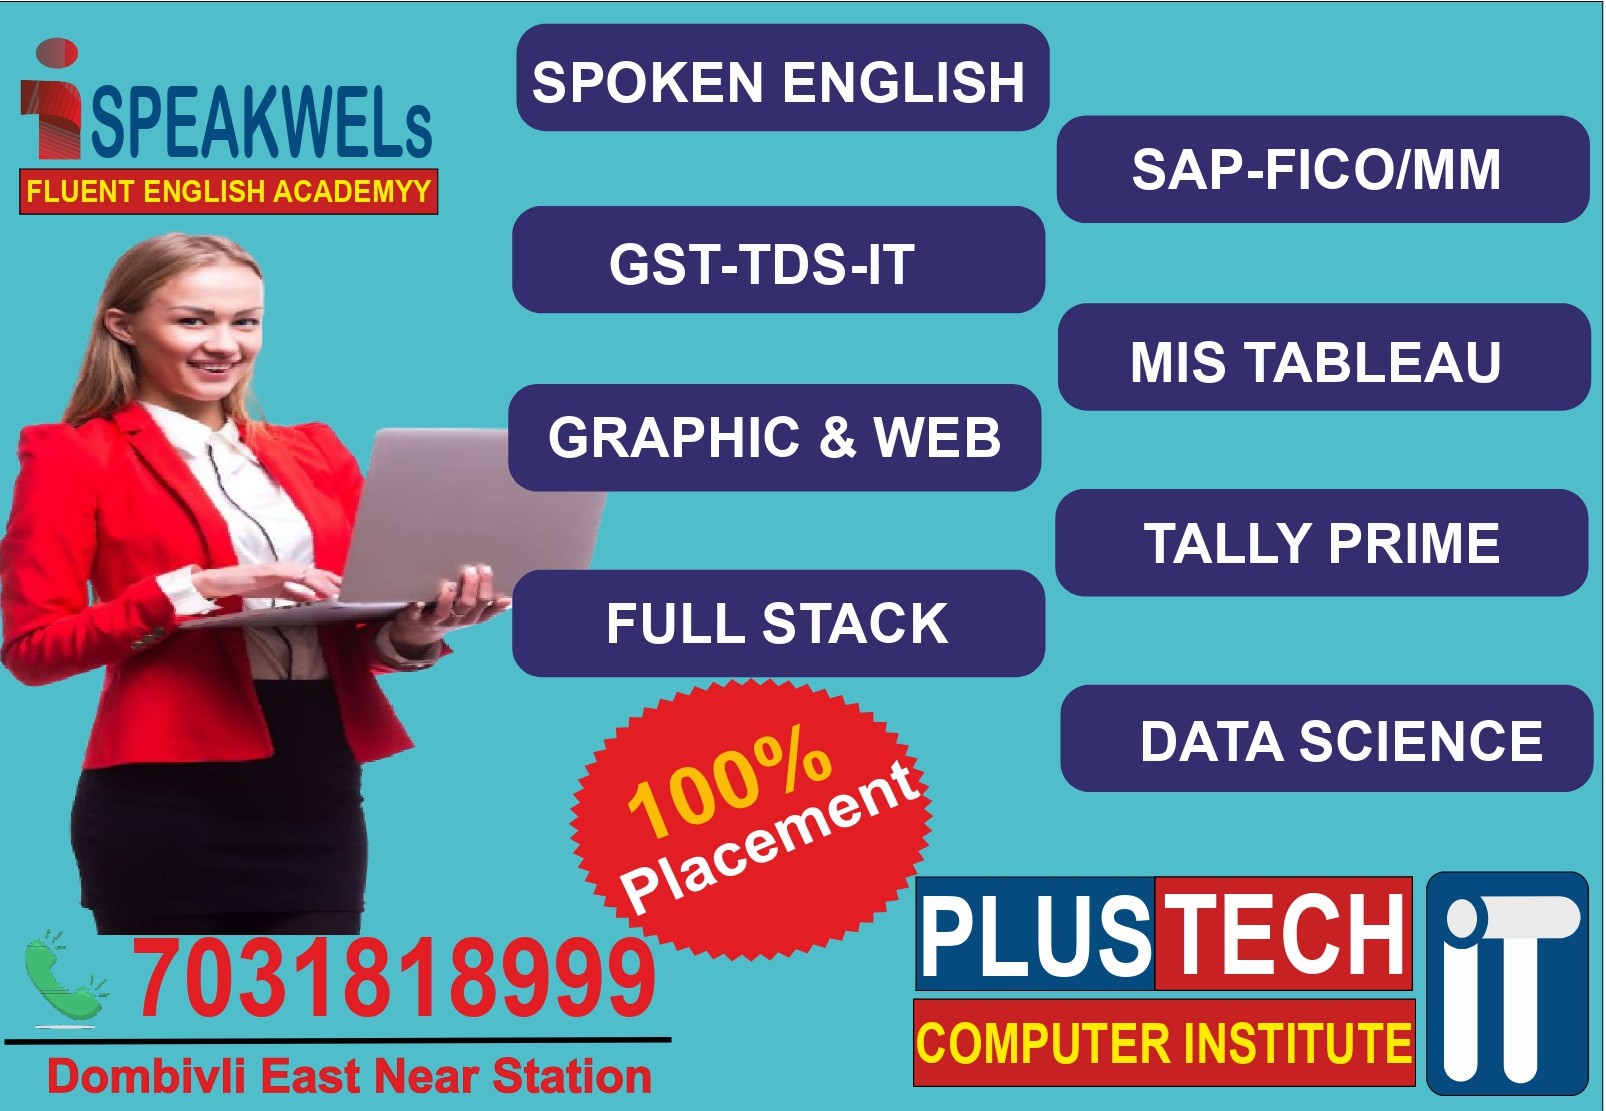 iSPEAKWELs
FLUENT ENGLISH ACADEMYY
SPOKEN ENGLISH
SAP-FICO/MM
GST-TDS-IT
MIS TABLEAU
GRAPHIC & WEB
TALLY PRIME
FULL STACK
DATA SCIENCE
100%
Placement
7031818999
Dombivli East Near Station
PLUSTECH
COMPUTER INSTITUTE
iT